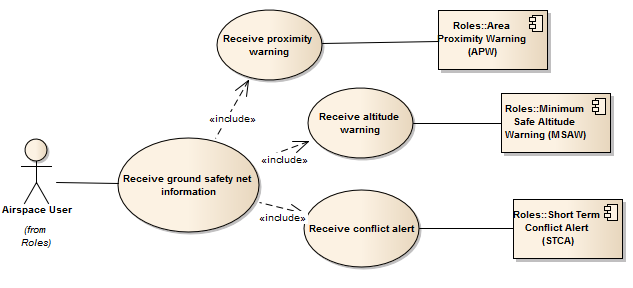 Receive proximity
warning
Roles::Area
Proximity Warning
(APW)
«include»
Receive altitude
warning
Roles::Minimum
Safe Altitude
Warning (MSAW)
«include»
Receive ground safety net
information
Airspace User
(from
Roles)
«include»
Receive conflict alert
Roles::Short Term
Conflict Alert
(STCA)